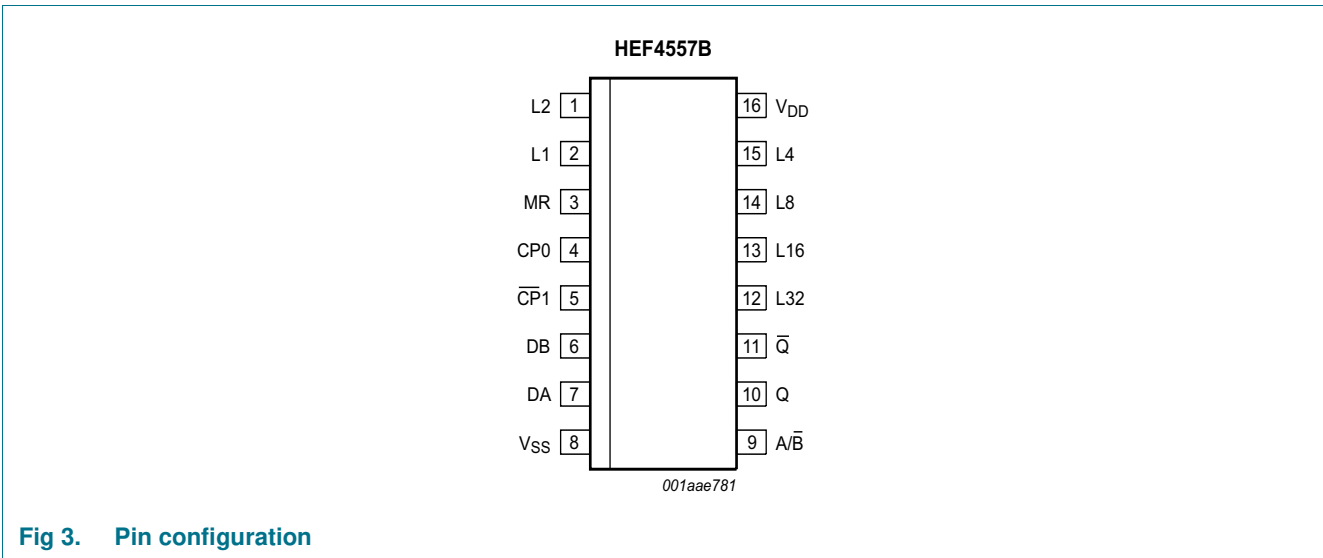 HEF4557B
L2 1 16 VDD
L1 2 15 L4
MR 3 14 L8
CP0 4 13 L16
C̅P̅1 5 12 L32
DB 6 11 Q̅
DA 7 10 Q
VSS 8 9 A/B̅
001aae781
Fig 3. Pin configuration